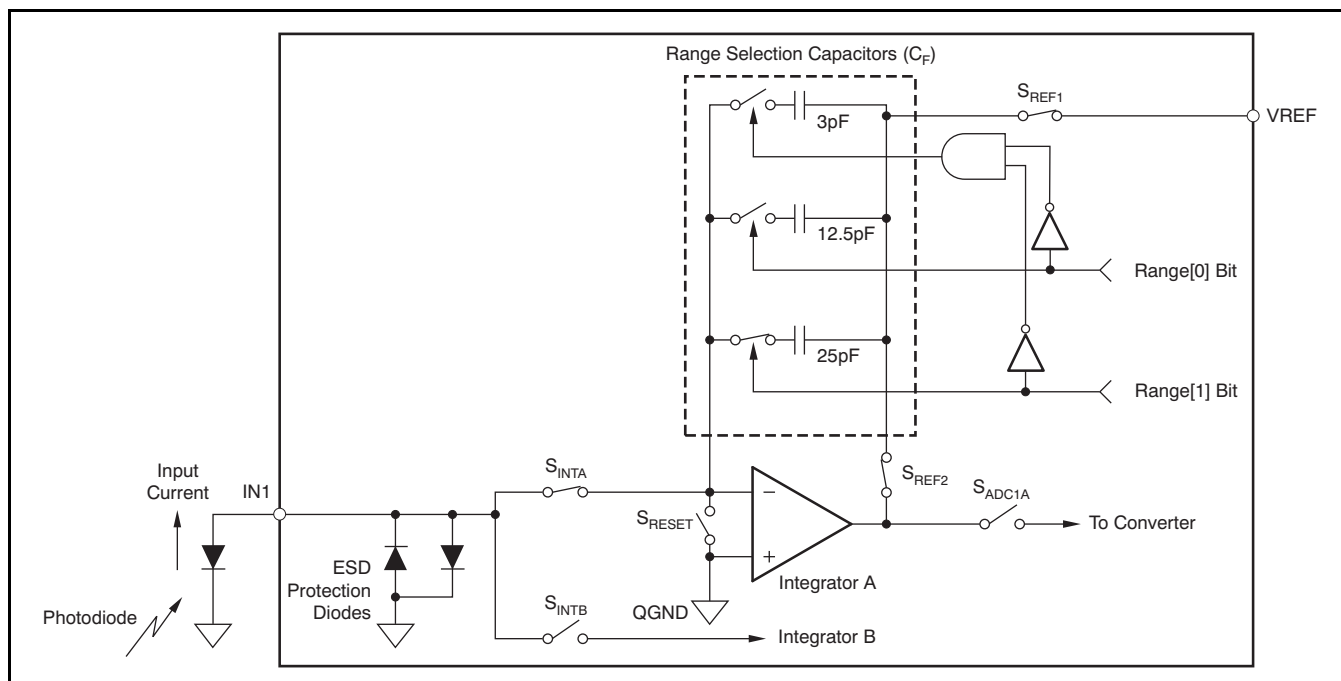 Range Selection Capacitors (C_F)
S_REF1
VREF
3pF
12.5pF
Range[0] Bit
25pF
Range[1] Bit
Input
Current
IN1
S_INTA
S_REF2
S_ADC1A
To Converter
S_RESET
−
+
Integrator A
ESD
Protection
Diodes
Photodiode
S_INTB
QGND
Integrator B